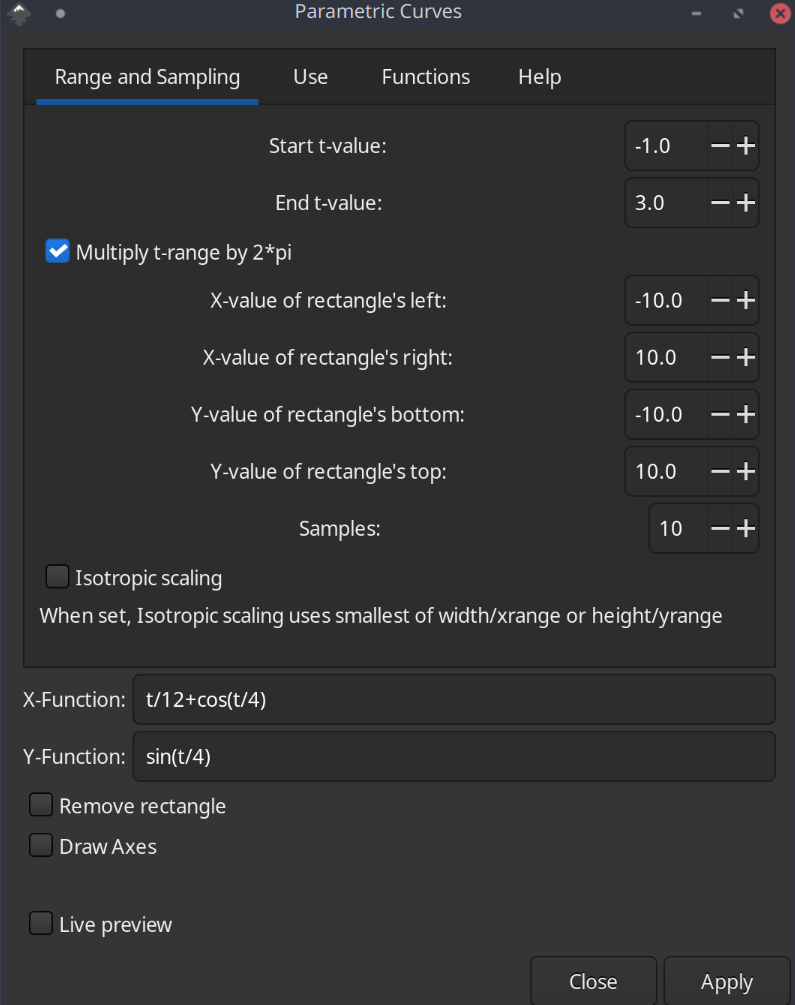 Parametric Curves
Range and Sampling Use Functions Help
Start t-value: -1.0
End t-value: 3.0
Multiply t-range by 2*pi
X-value of rectangle's left: -10.0
X-value of rectangle's right: 10.0
Y-value of rectangle's bottom: -10.0
Y-value of rectangle's top: 10.0
Samples: 10
Isotropic scaling
When set, Isotropic scaling uses smallest of width/xrange or height/yrange
X-Function: t/12+cos(t/4)
Y-Function: sin(t/4)
Remove rectangle
Draw Axes
Live preview
Close Apply